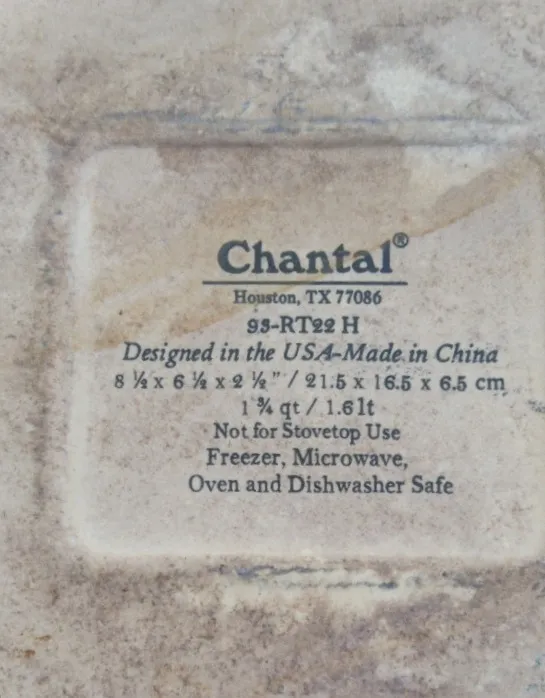 Chantal®
Houston, TX 77086
93-RT22 H
Designed in the USA-Made in China
8 ½ x 6 ½ x 2 ½ " / 21.5 x 16.5 x 6.5 cm
1 ¾ qt / 1.6 lt
Not for Stovetop Use
Freezer, Microwave,
Oven and Dishwasher Safe